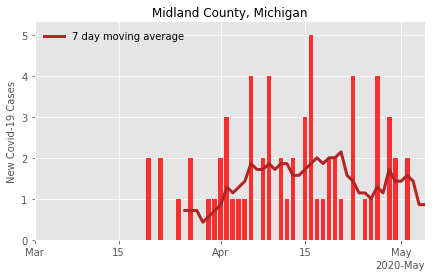 Midland County, Michigan
7 day moving average
New Covid-19 Cases
5
4
3
2
1
0
Mar
15
Apr
15
May
2020-May